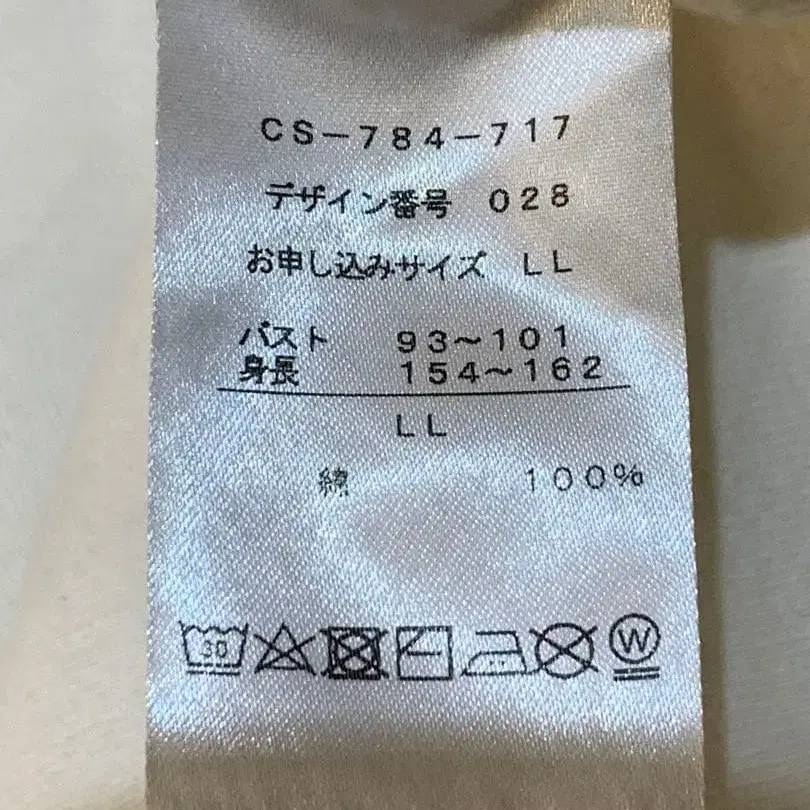 CS-784-717
デザイン番号 028
お申し込みサイズ LL
バスト 93~101
身長 154~162
LL
綿 100%
30
W